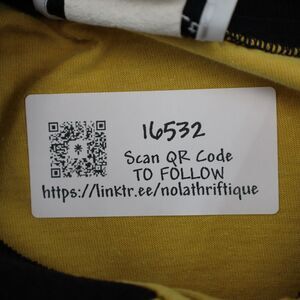 16532
Scan QR Code
TO FOLLOW
https://linktr.ee/nolathriftique